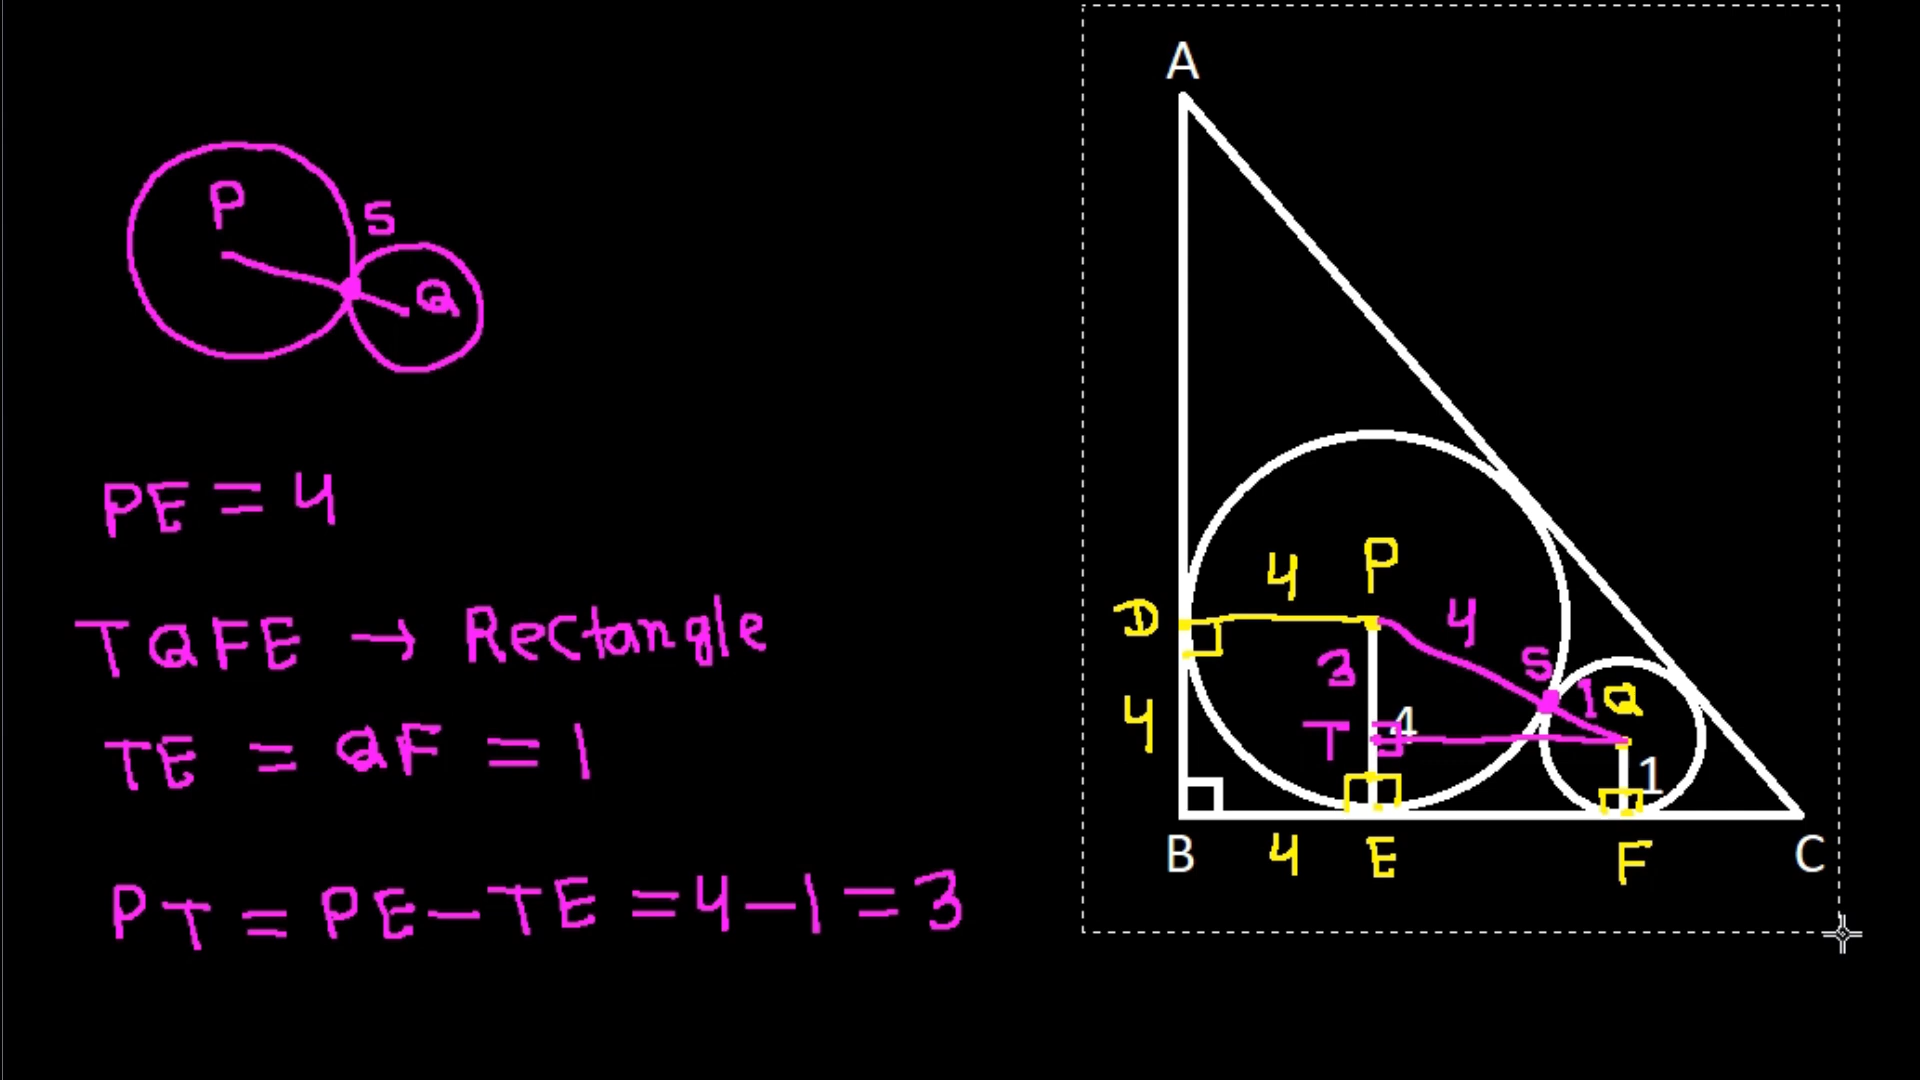 P
S
Q
PE = 4
TQFE → Rectangle
TE = QF = 1
PT = PE - TE = 4 - 1 = 3
A
4 P
D 4
3 S 1 Q
4 T 4
1
B 4 E F C